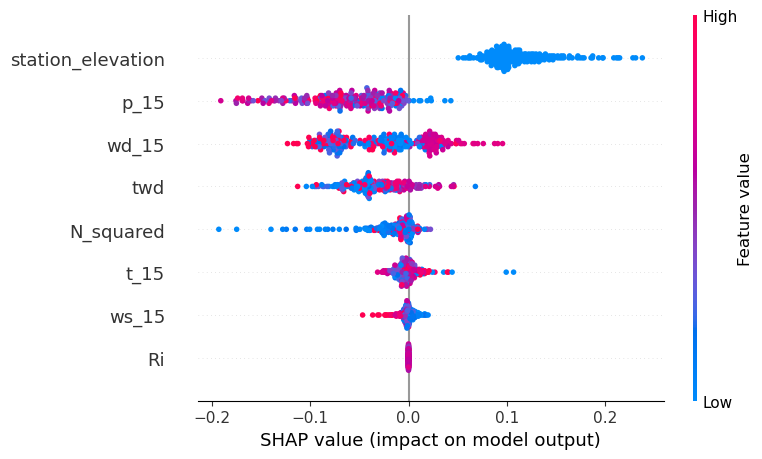 High
station_elevation
p_15
wd_15
twd
N_squared
t_15
ws_15
Ri
Feature value
Low
−0.2 −0.1 0.0 0.1 0.2
SHAP value (impact on model output)